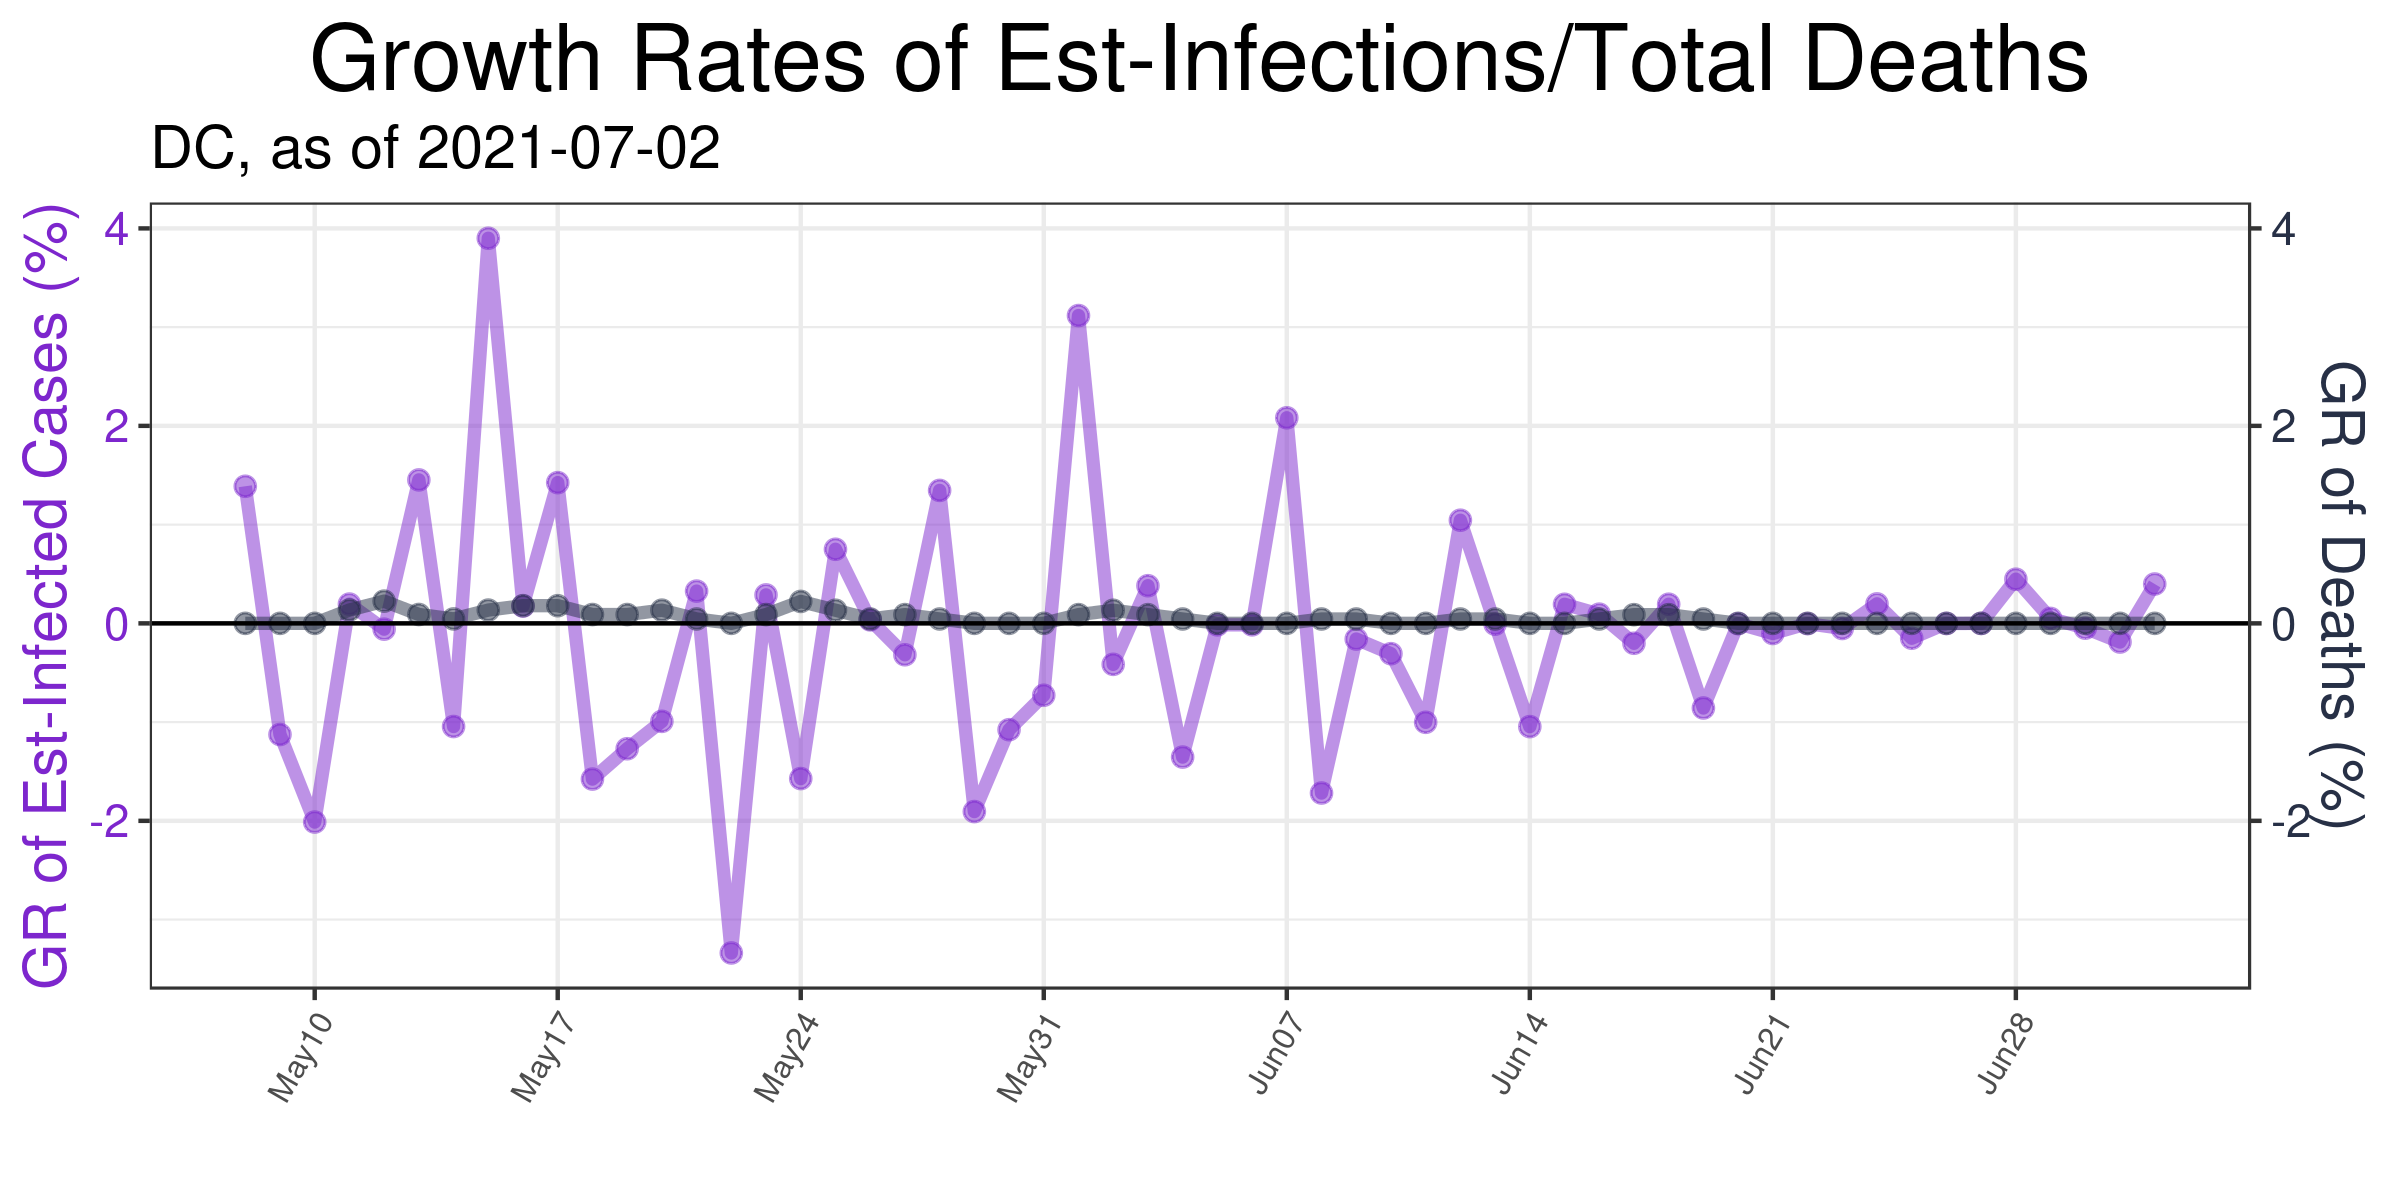 Growth Rates of Est-Infections/Total Deaths
DC, as of 2021-07-02
GR of Est-Infected Cases (%)
4
2
0
-2
4
2
0
-2
GR of Deaths (%)
May10
May17
May24
May31
Jun07
Jun14
Jun21
Jun28